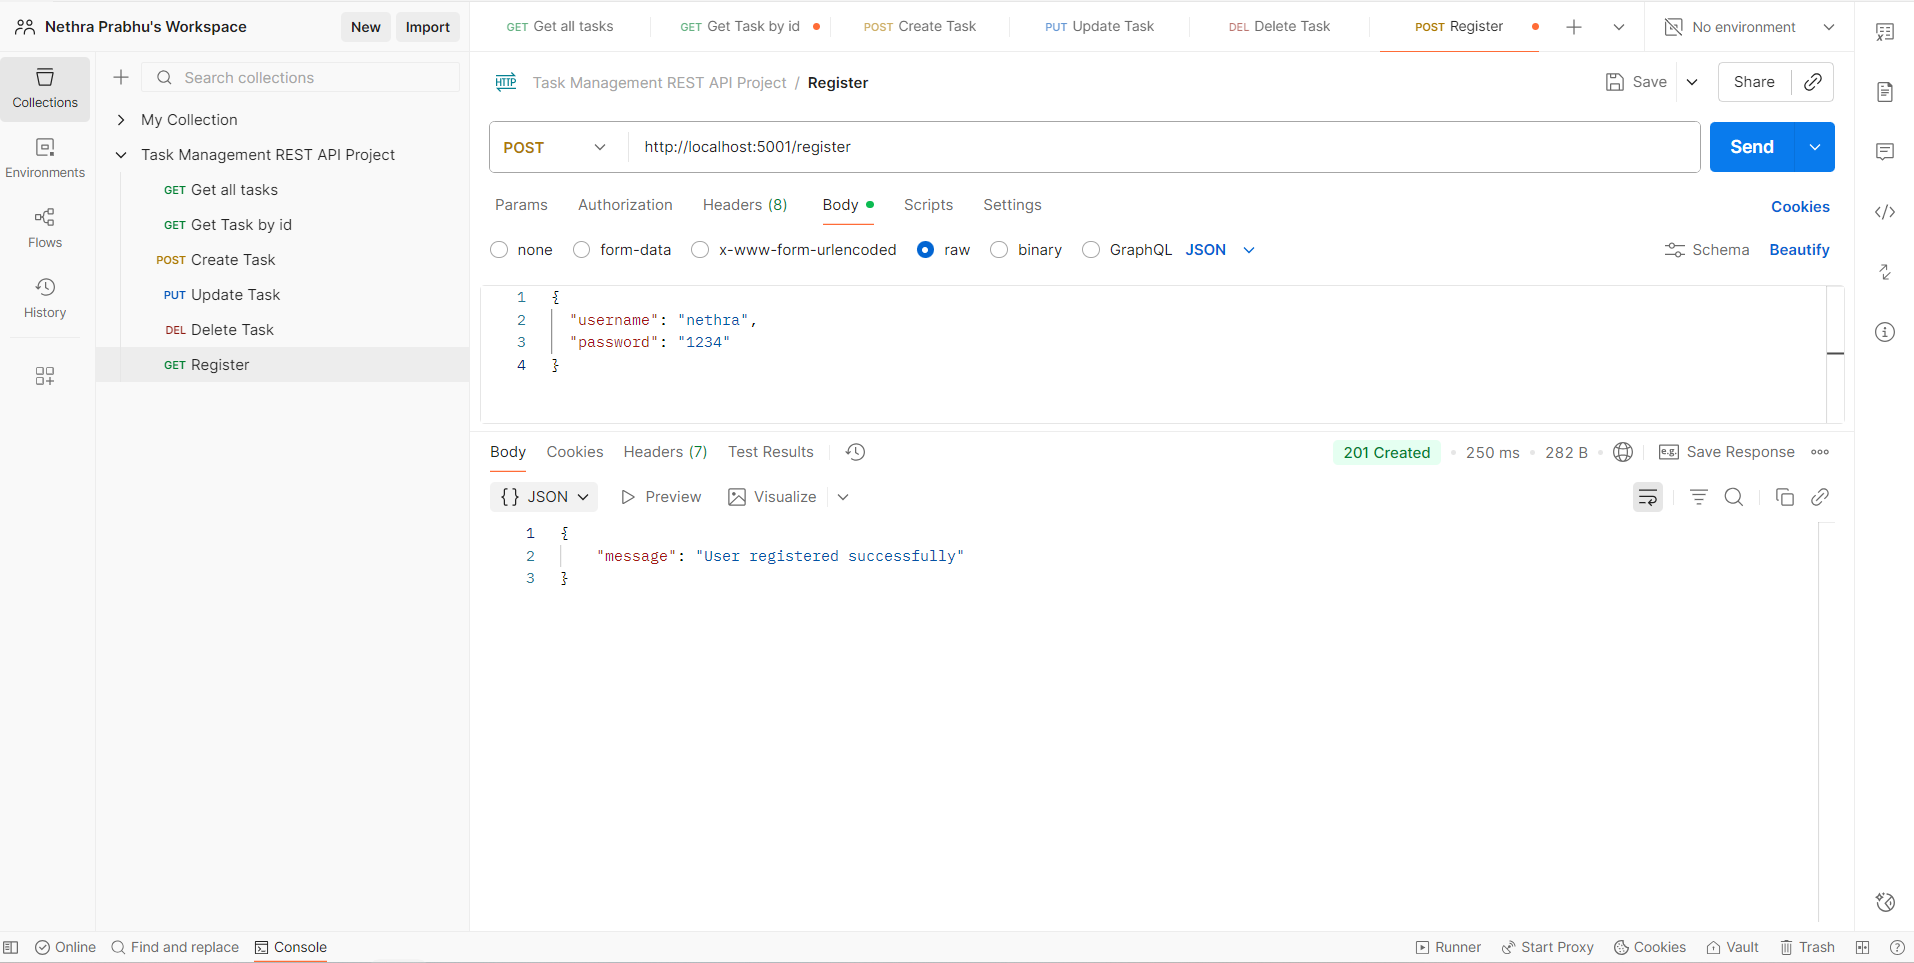 Nethra Prabhu's Workspace
New
Import
GET Get all tasks
GET Get Task by id
POST Create Task
PUT Update Task
DEL Delete Task
POST Register
No environment
Collections
Environments
Flows
History
Search collections
My Collection
Task Management REST API Project
GET Get all tasks
GET Get Task by id
POST Create Task
PUT Update Task
DEL Delete Task
GET Register
HTTP Task Management REST API Project / Register
Save
Share
POST http://localhost:5001/register
Send
Params Authorization Headers (8) Body Scripts Settings
Cookies
none form-data x-www-form-urlencoded raw binary GraphQL JSON
Schema Beautify
1 {
2 "username": "nethra",
3 "password": "1234"
4 }
Body Cookies Headers (7) Test Results
201 Created 250 ms 282 B
e.g. Save Response
{} JSON Preview Visualize
1 {
2 "message": "User registered successfully"
3 }
Online Find and replace Console
Runner Start Proxy Cookies Vault Trash